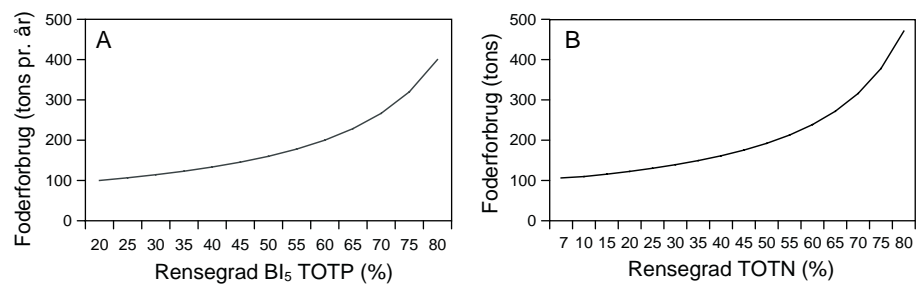 A
Foderforbrug (tons pr. år)
500
400
300
200
100
0
20 25 30 35 40 45 50 55 60 65 70 75 80
Rensegrad BI₅ TOTP (%)
B
Foderforbrug (tons)
500
400
300
200
100
0
7 10 15 20 25 30 35 40 45 50 55 60 65 70 75 80
Rensegrad TOTN (%)